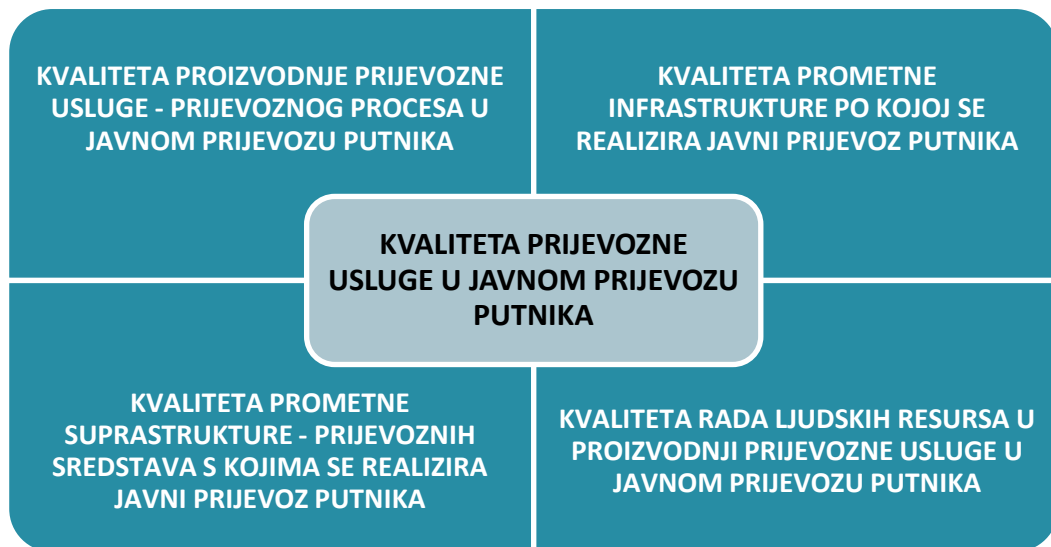 KVALITETA PROIZVODNJE PRIJEVOZNE
USLUGE - PRIJEVOZNOG PROCESA U
JAVNOM PRIJEVOZU PUTNIKA
KVALITETA PROMETNE
INFRASTRUKTURE PO KOJOJ SE
REALIZIRA JAVNI PRIJEVOZ PUTNIKA
KVALITETA PRIJEVOZNE
USLUGE U JAVNOM PRIJEVOZU
PUTNIKA
KVALITETA PROMETNE
SUPRASTRUKTURE - PRIJEVOZNIH
SREDSTAVA S KOJIMA SE REALIZIRA
JAVNI PRIJEVOZ PUTNIKA
KVALITETA RADA LJUDSKIH RESURSA U
PROIZVODNJI PRIJEVOZNE USLUGE U
JAVNOM PRIJEVOZU PUTNIKA